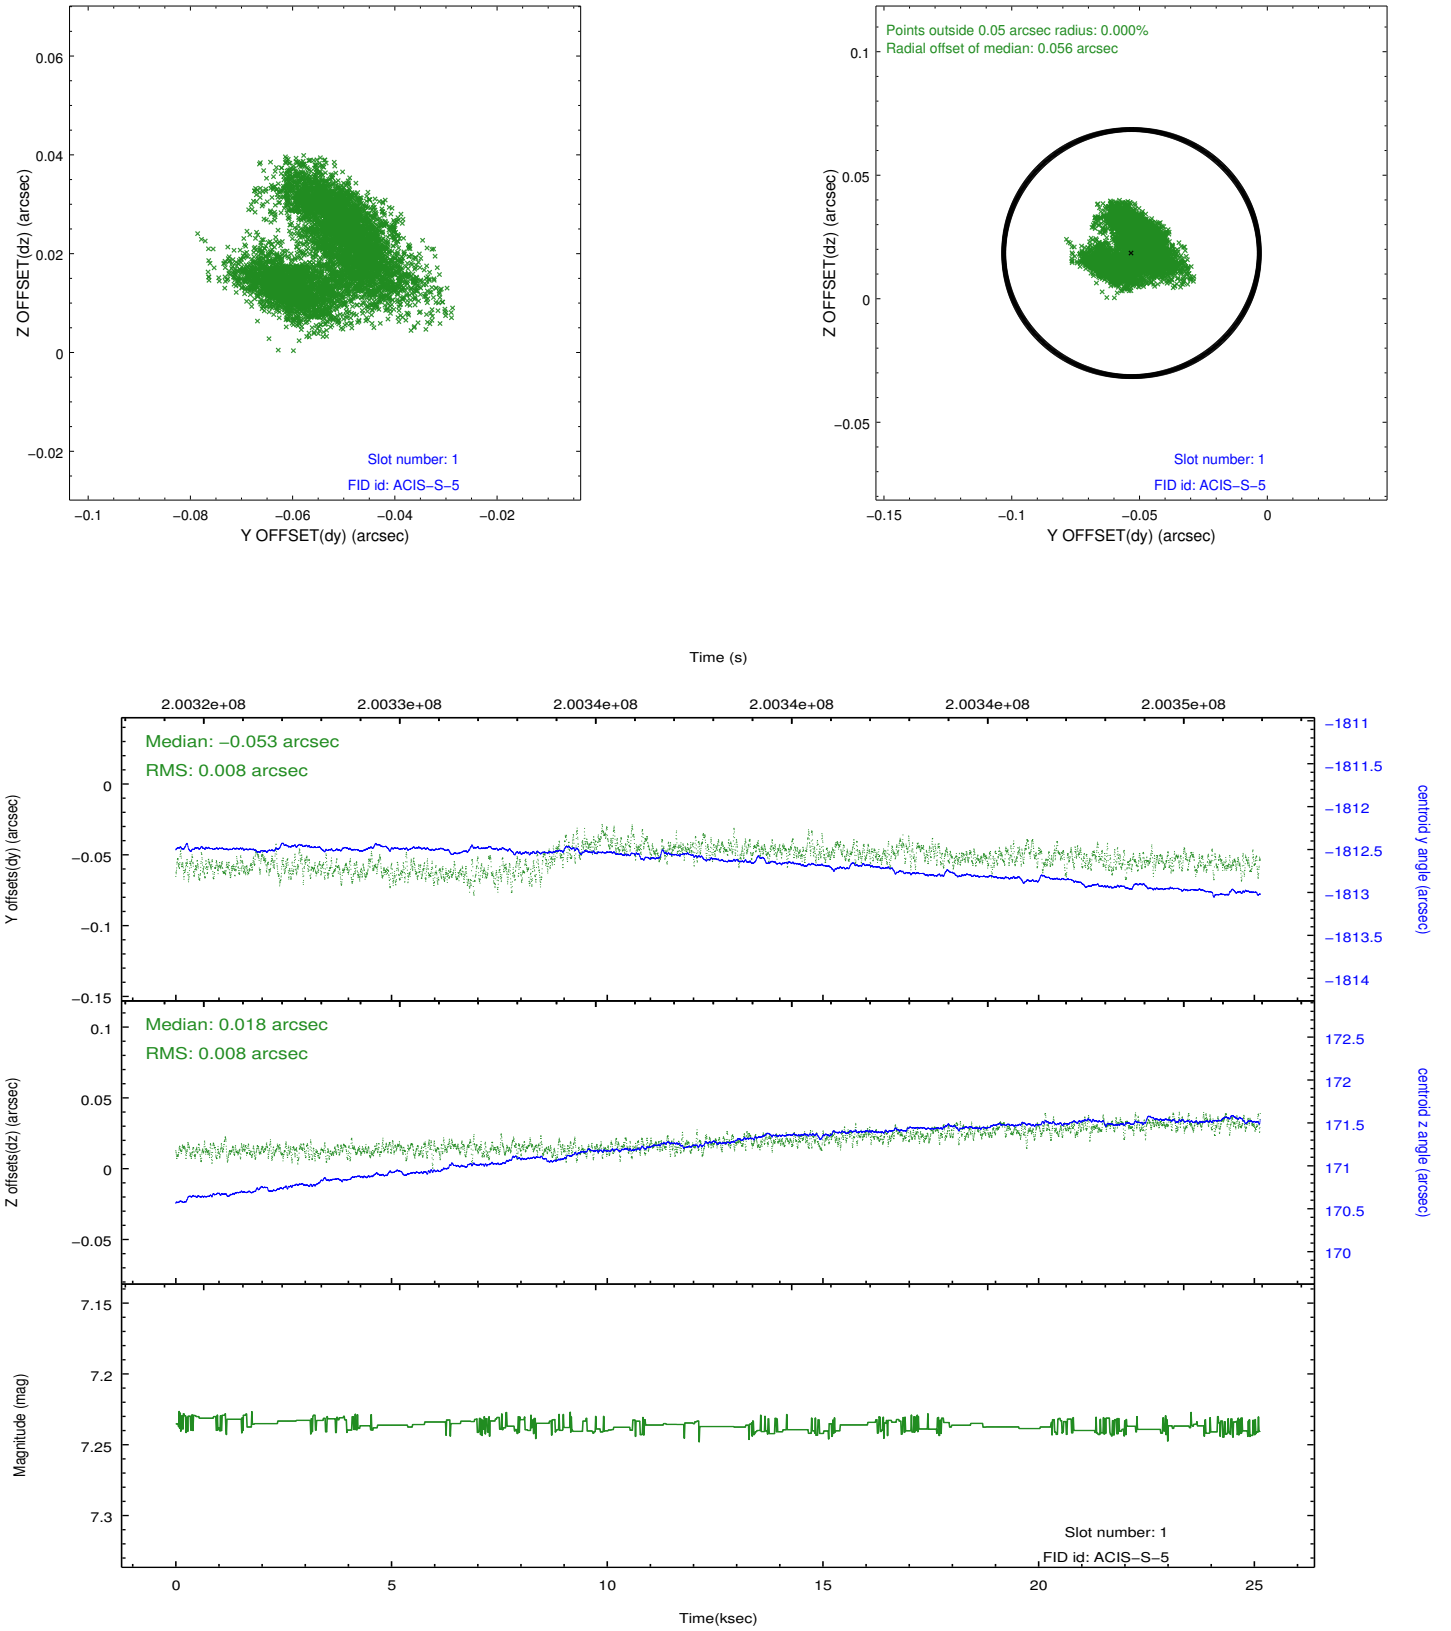 0.06
0.04
0.02
0
−0.02
Z OFFSET(dz) (arcsec)
Slot number: 1
FID id: ACIS−S−5
−0.1
−0.08
−0.06
−0.04
−0.02
Y OFFSET(dy) (arcsec)
Points outside 0.05 arcsec radius: 0.000%
Radial offset of median: 0.056 arcsec
0.1
0.05
0
−0.05
Z OFFSET(dz) (arcsec)
Slot number: 1
FID id: ACIS−S−5
−0.15
−0.1
−0.05
0
Y OFFSET(dy) (arcsec)
Time (s)
2.0032e+08
2.0033e+08
2.0034e+08
2.0034e+08
2.0034e+08
2.0035e+08
Median: −0.053 arcsec
RMS: 0.008 arcsec
0
−0.05
−0.1
−0.15
Y offsets(dy) (arcsec)
−1811
−1811.5
−1812
−1812.5
−1813
−1813.5
−1814
centroid y angle (arcsec)
Median: 0.018 arcsec
RMS: 0.008 arcsec
0.1
0.05
0
−0.05
Z offsets(dz) (arcsec)
172.5
172
171.5
171
170.5
170
centroid z angle (arcsec)
7.15
7.2
7.25
7.3
Magnitude (mag)
Slot number: 1
FID id: ACIS−S−5
0
5
10
15
20
25
Time(ksec)